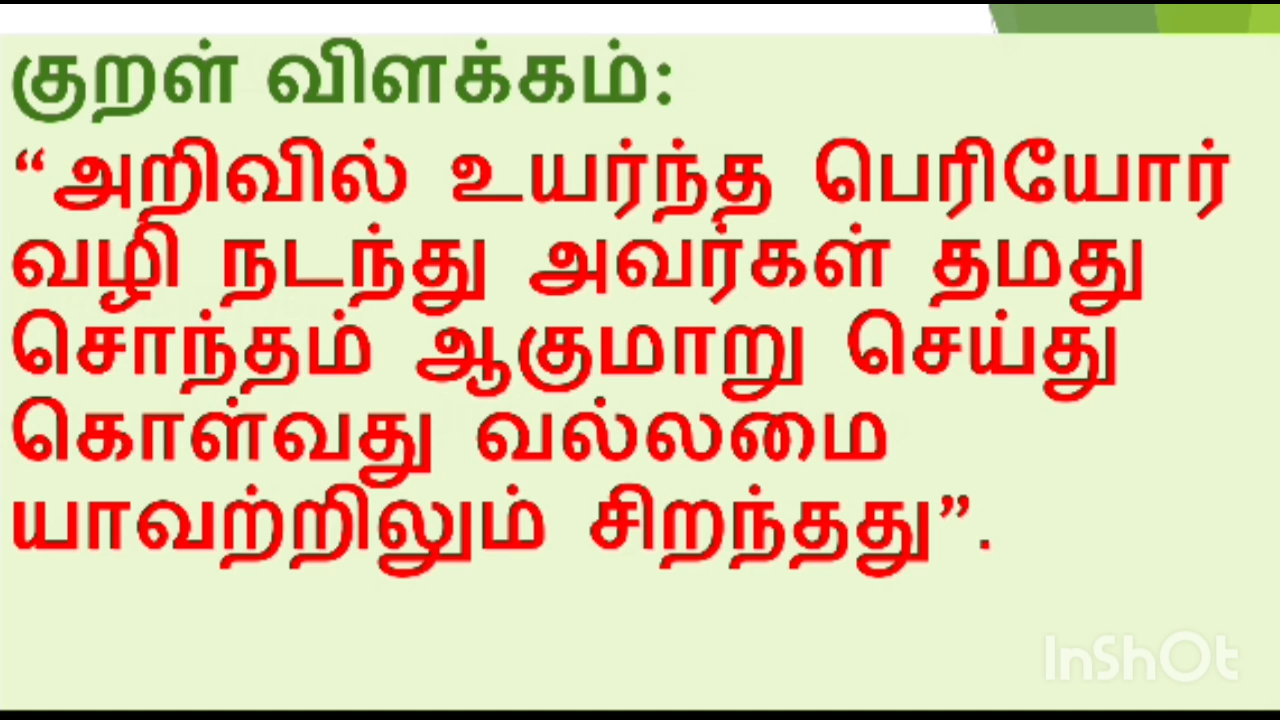 குறள் விளக்கம்:
“அறிவில் உயர்ந்த பெரியோர்
வழி நடந்து அவர்கள் தமது
சொந்தம் ஆகுமாறு செய்து
கொள்வது வல்லமை
யாவற்றிலும் சிறந்தது”.
InShOt